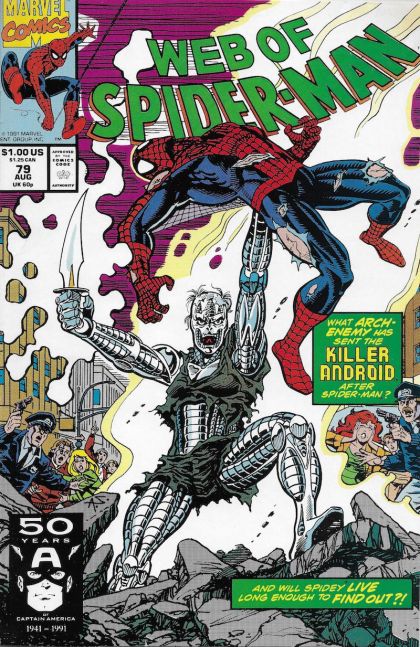 MARVEL
COMICS
M
© 1991 MARVEL
ENT. GROUP INC.
TM
$1.00 US
$1.25 CAN
79
AUG
UK 60p
APPROVED
BY THE
COMICS
CODE
AUTHORITY
WEB OF
SPIDER-MAN
WHAT ARCH-
ENEMY HAS
SENT THE
KILLER
ANDROID
AFTER
SPIDER-MAN?
50
YEARS
A
OF
CAPTAIN AMERICA
1941-1991
AND WILL SPIDEY LIVE
LONG ENOUGH TO FIND OUT?!